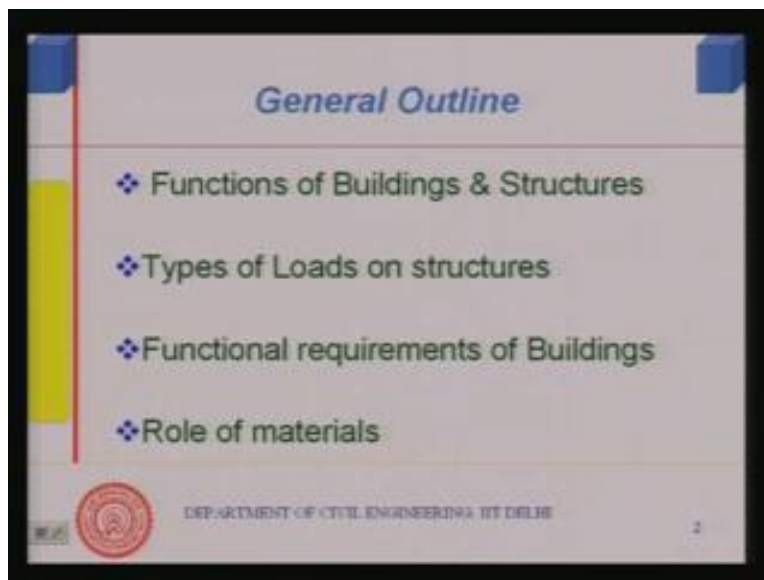 General Outline
❖ Functions of Buildings & Structures
❖Types of Loads on structures
❖Functional requirements of Buildings
❖Role of materials
DEPARTMENT OF CIVIL ENGINEERING IIT DELHI
2